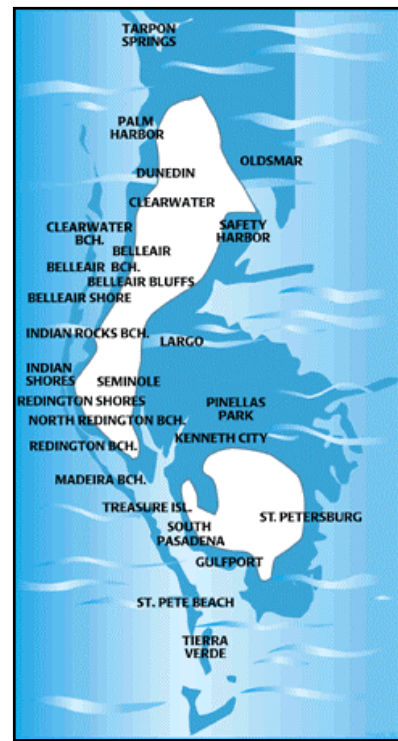 TARPON
SPRINGS
PALM
HARBOR
OLDSMAR
DUNEDIN
CLEARWATER
SAFETY
HARBOR
CLEARWATER
BCH.
BELLEAIR
BELLEAIR BCH.
BELLEAIR BLUFFS
BELLEAIR SHORE
INDIAN ROCKS BCH.
LARGO
INDIAN
SHORES
SEMINOLE
REDINGTON SHORES
PINELLAS
PARK
NORTH REDINGTON BCH.
KENNETH CITY
REDINGTON BCH.
MADEIRA BCH.
TREASURE ISL.
ST. PETERSBURG
SOUTH
PASADENA
GULFPORT
ST. PETE BEACH
TIERRA
VERDE